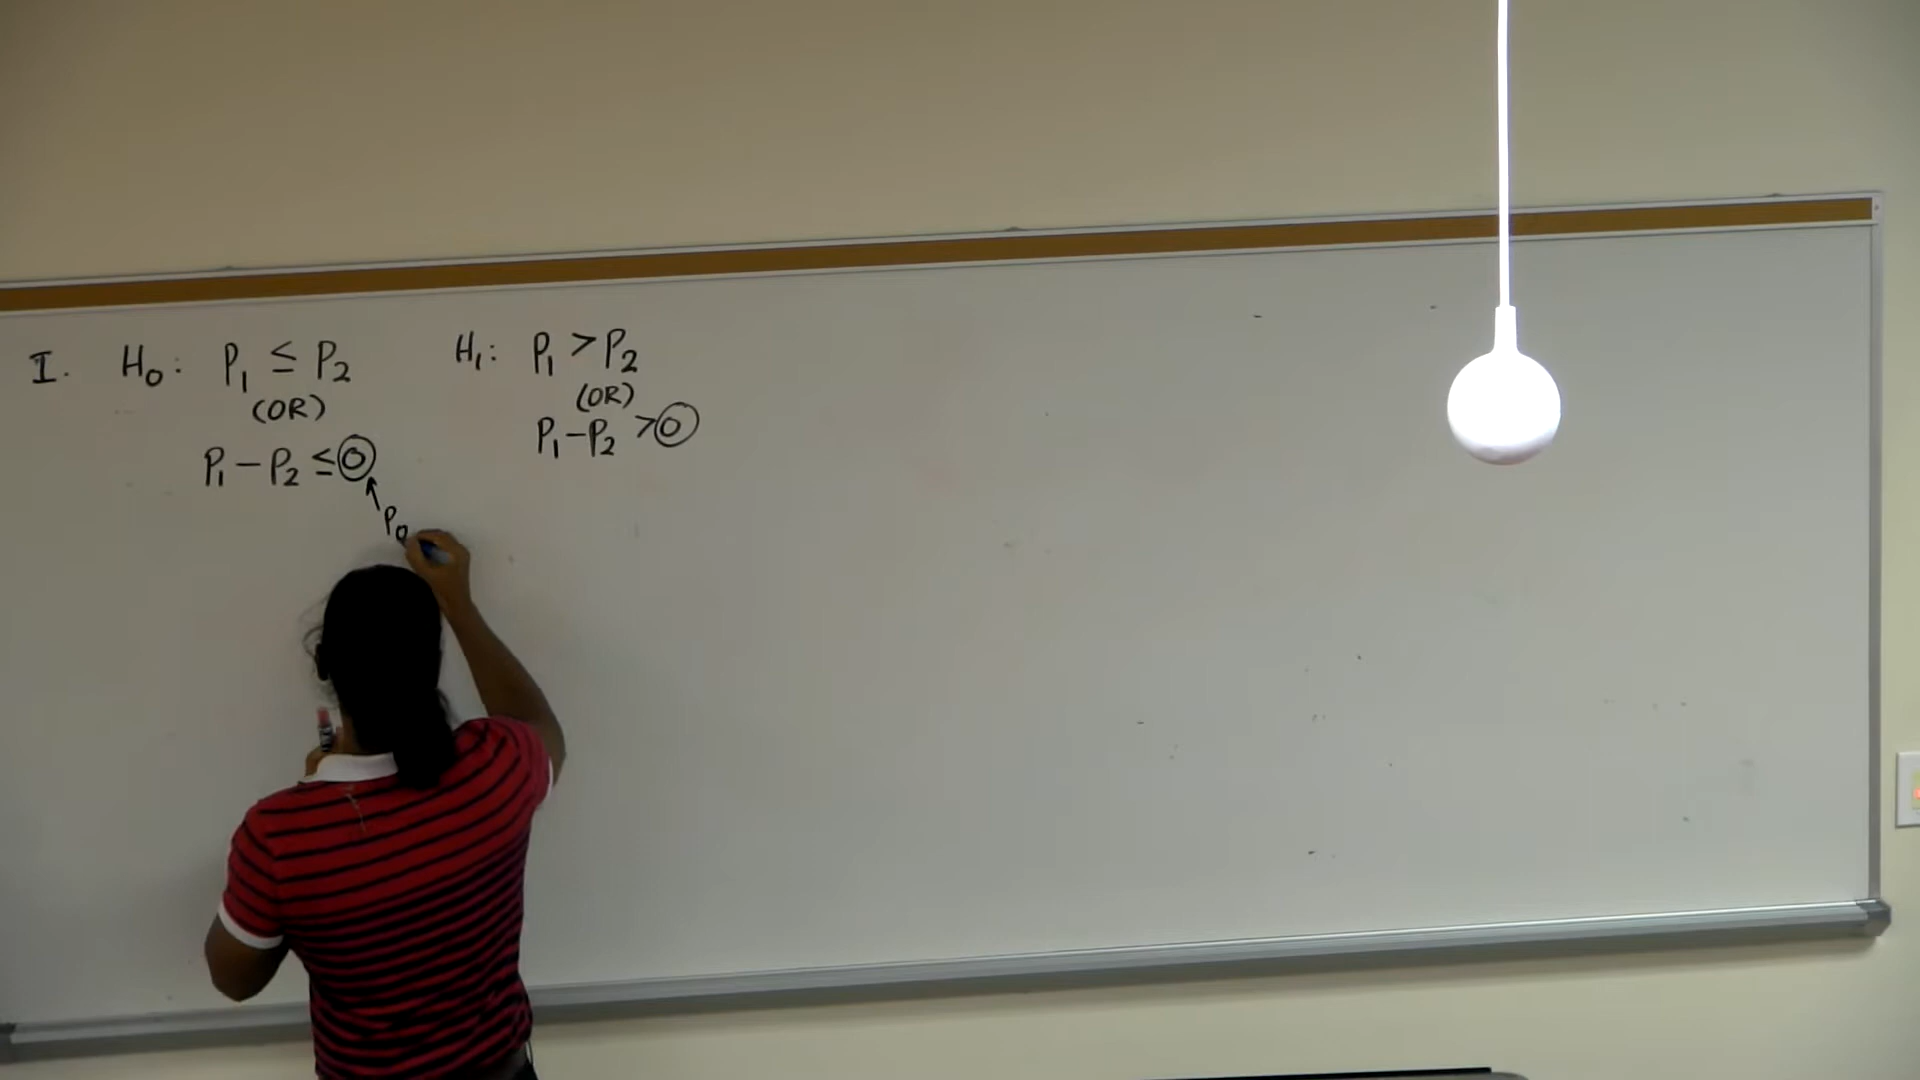 I. H₀: P₁ ≤ P₂ H₁: P₁ > P₂
(OR) (OR)
P₁ – P₂ ≤ 0 P₁ – P₂ > 0
P₀